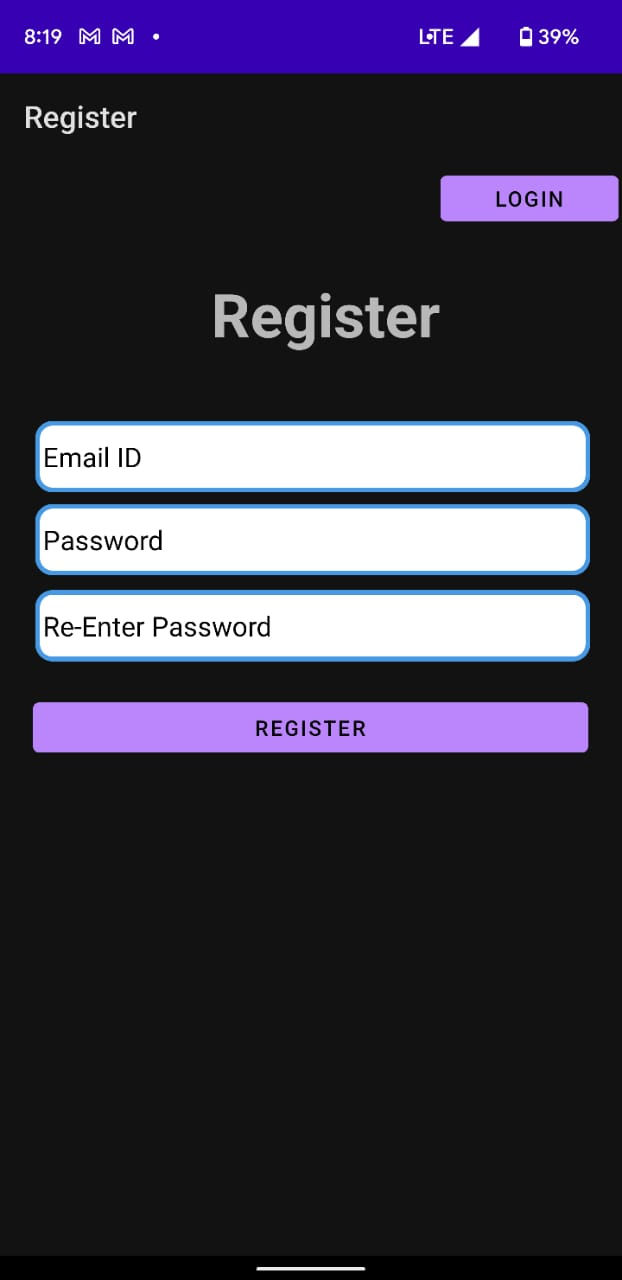 8:19 LTE 39%
Register
LOGIN
Register
Email ID
Password
Re-Enter Password
REGISTER